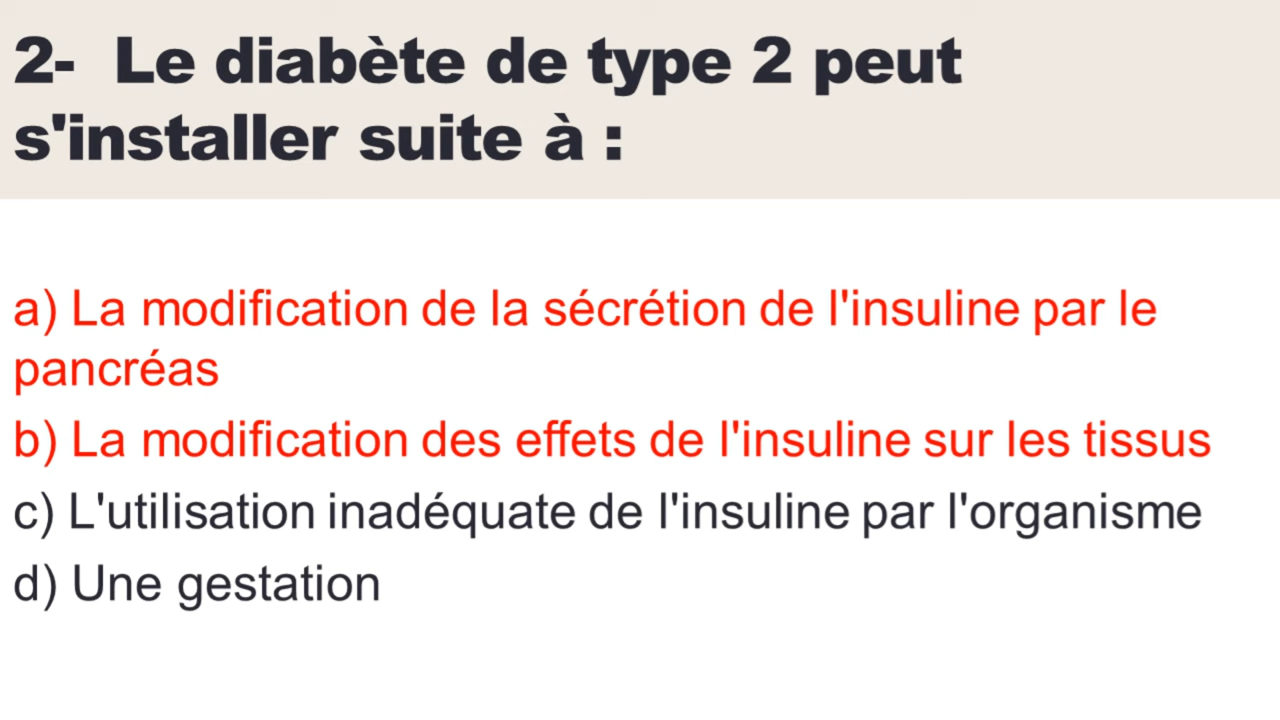 2- Le diabète de type 2 peut
s'installer suite à :
a) La modification de la sécrétion de l'insuline par le
pancréas
b) La modification des effets de l'insuline sur les tissus
c) L'utilisation inadéquate de l'insuline par l'organisme
d) Une gestation